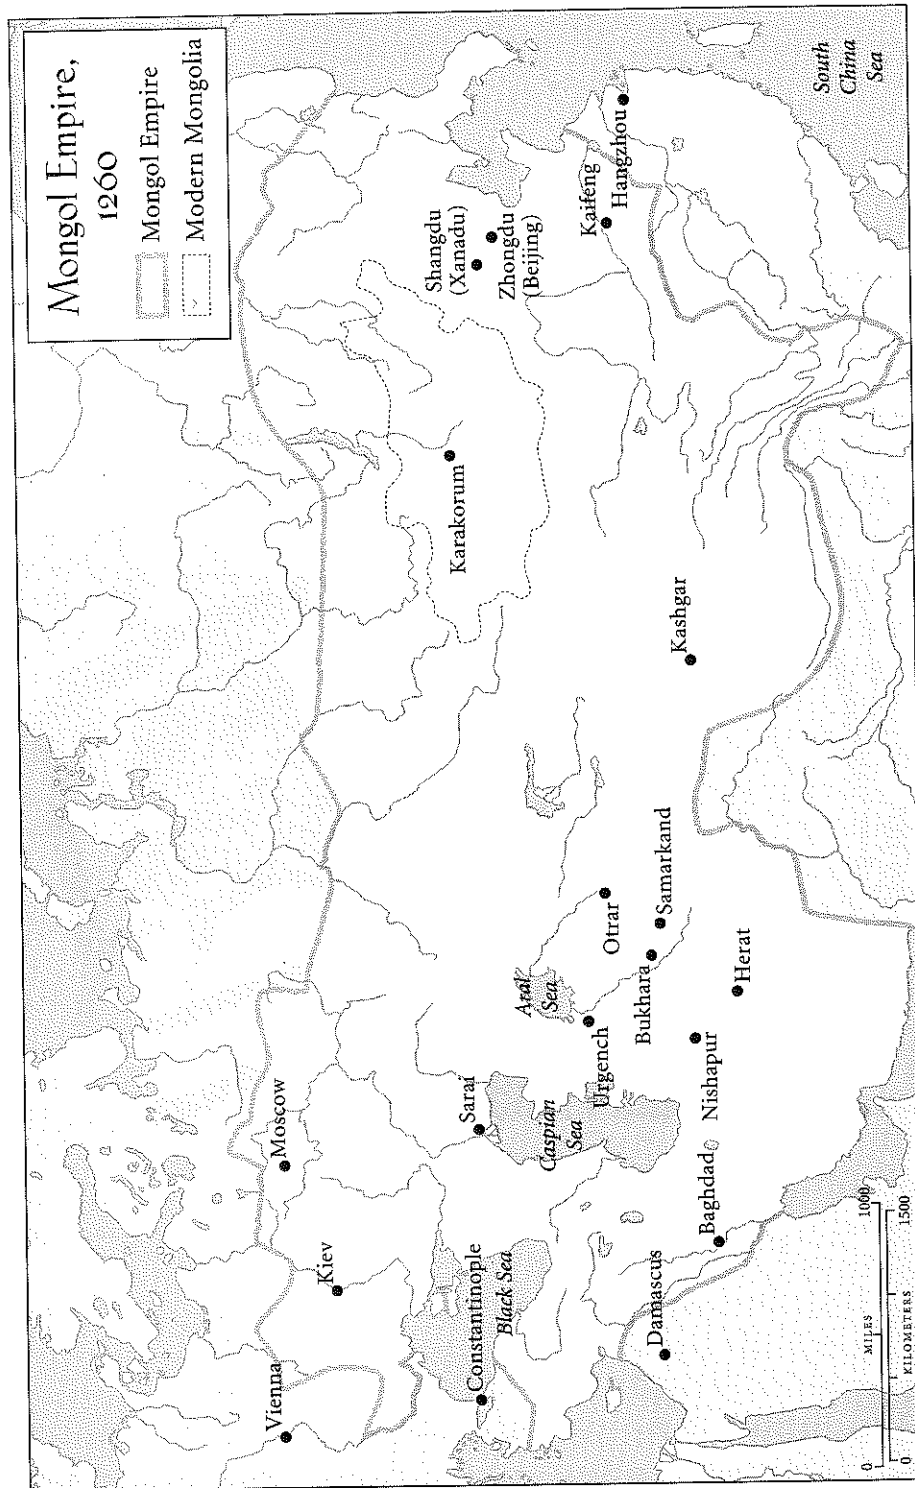 Mongol Empire,
1260
Mongol Empire
Modern Mongolia
Vienna
Kiev
Moscow
Constantinople
Black Sea
Sarai
Caspian
Sea
Aral
Sea
Urgench
Otrar
Bukhara
Samarkand
Nishapur
Herat
Baghdad
Damascus
Kashgar
Karakorum
Shangdu
(Xanadu)
Zhongdu
(Beijing)
Kaifeng
Hangzhou
South
China
Sea
MILES
0
1000
KILOMETERS
0
1500